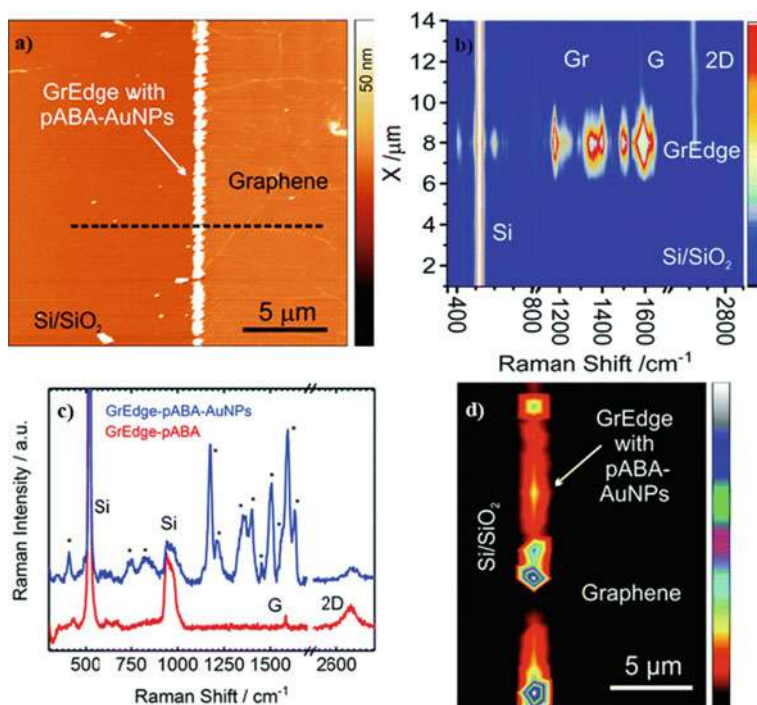 a)
GrEdge with
pABA-AuNPs
Graphene
Si/SiO₂
5 μm
50 nm
b)
Gr
G
2D
GrEdge
Si
Si/SiO₂
X /μm
14
12
10
8
6
4
2
400
800
1200
1400
1600
2800
Raman Shift /cm⁻¹
c)
GrEdge-pABA-AuNPs
GrEdge-pABA
Si
Si
G
2D
Raman Intensity / a.u.
500 750 1000 1250 1500 2600
Raman Shift / cm⁻¹
d)
GrEdge
with
pABA-
AuNPs
Si/SiO₂
Graphene
5 μm